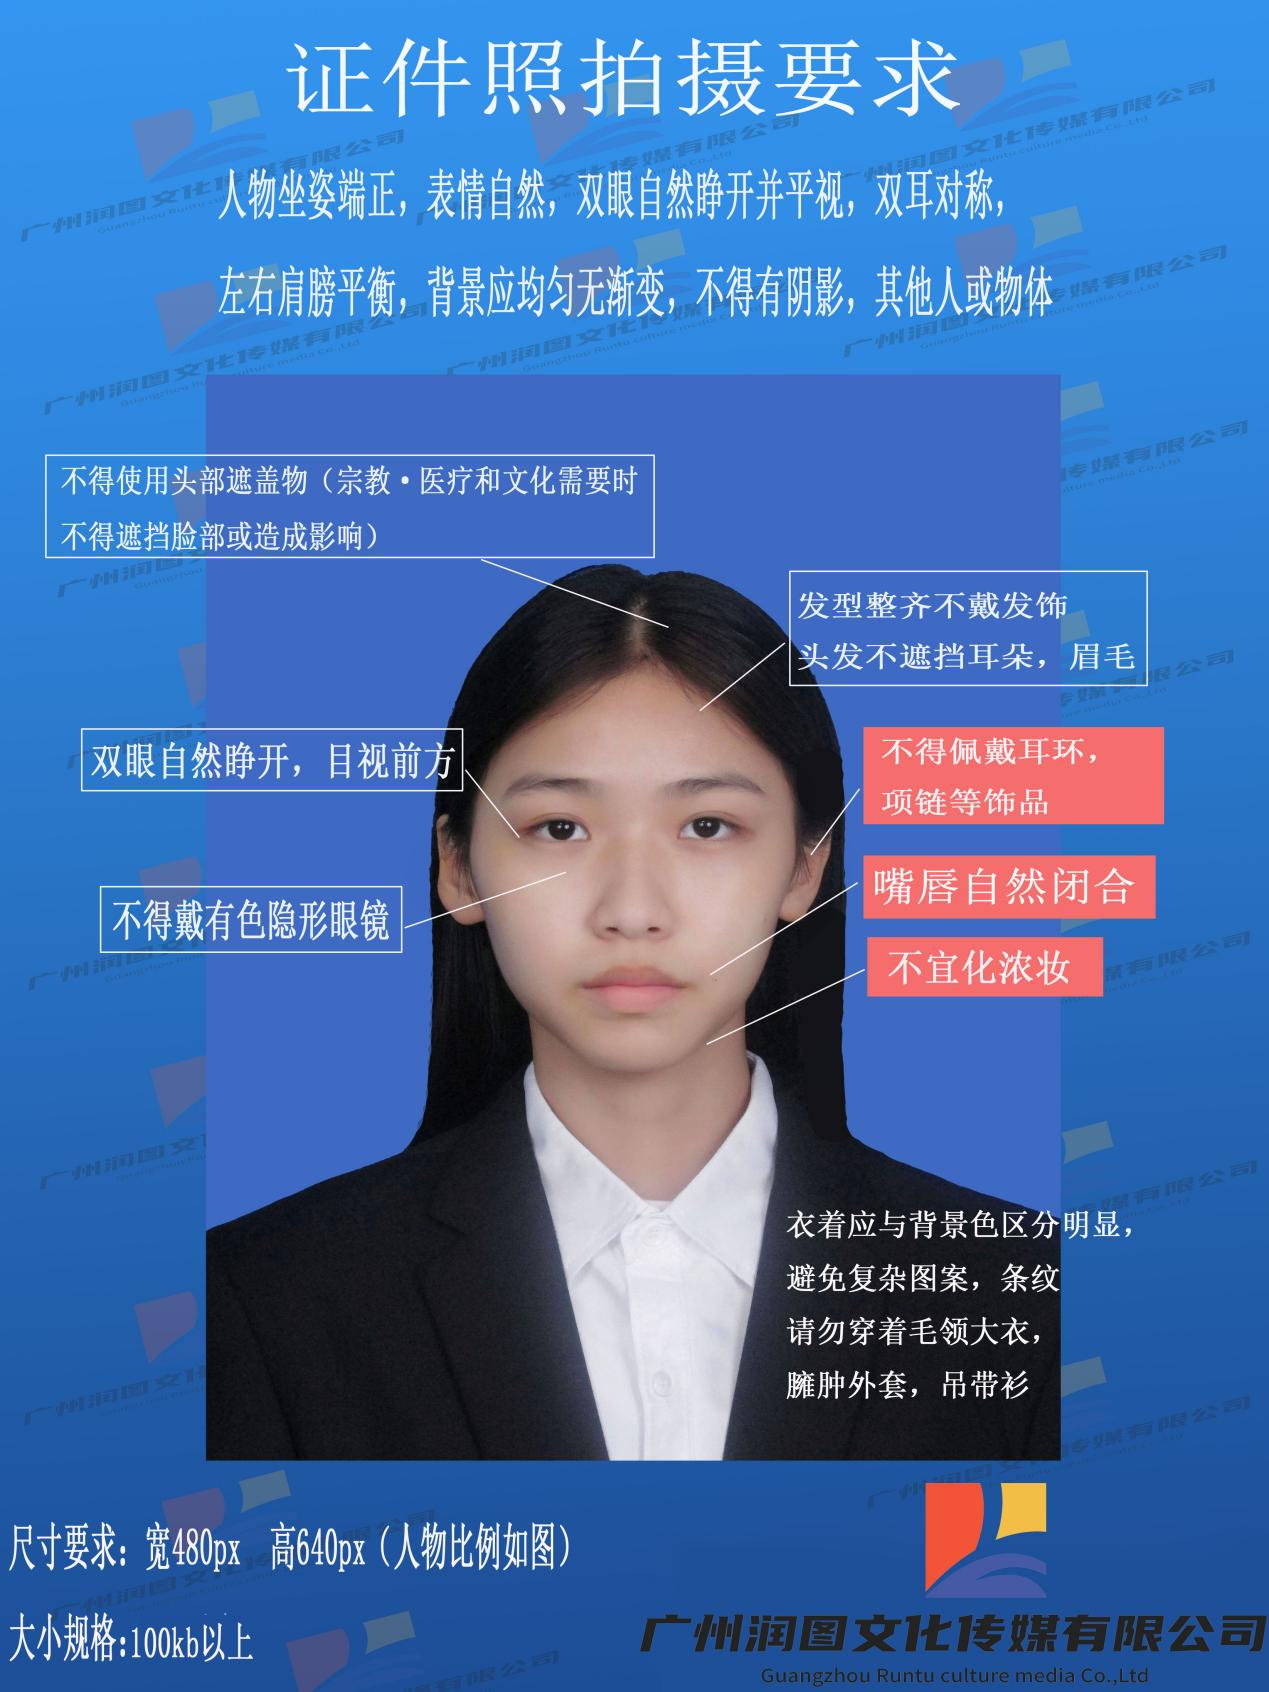 证件照拍摄要求
人物坐姿端正，表情自然，双眼自然睁开并平视，双耳对称，
左右肩膀平衡，背景应均匀无渐变，不得有阴影，其他人或物体
不得使用头部遮盖物（宗教·医疗和文化需要时
不得遮挡脸部或造成影响）
发型整齐不戴发饰
头发不遮挡耳朵，眉毛
双眼自然睁开，目视前方
不得佩戴耳环，
项链等饰品
嘴唇自然闭合
不得戴有色隐形眼镜
不宜化浓妆
衣着应与背景色区分明显，
避免复杂图案，条纹
请勿穿着毛领大衣，
臃肿外套，吊带衫
尺寸要求：宽480px 高640px（人物比例如图）
大小规格:100kb以上
广州润图文化传媒有限公司
Guangzhou Runtu culture media Co.,Ltd